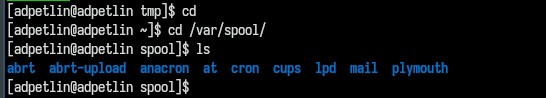 [adpetlin@adpetlin tmp]$ cd
[adpetlin@adpetlin ~]$ cd /var/spool/
[adpetlin@adpetlin spool]$ ls
abrt  abrt-upload  anacron  at  cron  cups  lpd  mail  plymouth
[adpetlin@adpetlin spool]$